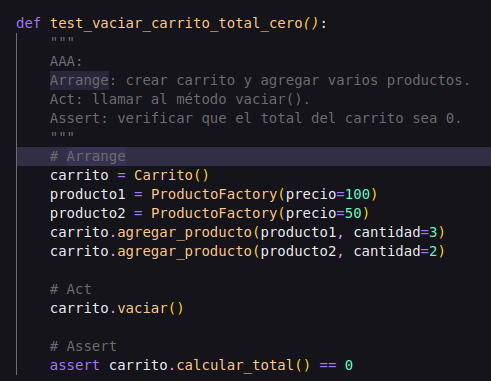 def test_vaciar_carrito_total_cero():
    """
    AAA:
    Arrange: crear carrito y agregar varios productos.
    Act: llamar al método vaciar().
    Assert: verificar que el total del carrito sea 0.
    """
    # Arrange
    carrito = Carrito()
    producto1 = ProductoFactory(precio=100)
    producto2 = ProductoFactory(precio=50)
    carrito.agregar_producto(producto1, cantidad=3)
    carrito.agregar_producto(producto2, cantidad=2)

    # Act
    carrito.vaciar()

    # Assert
    assert carrito.calcular_total() == 0